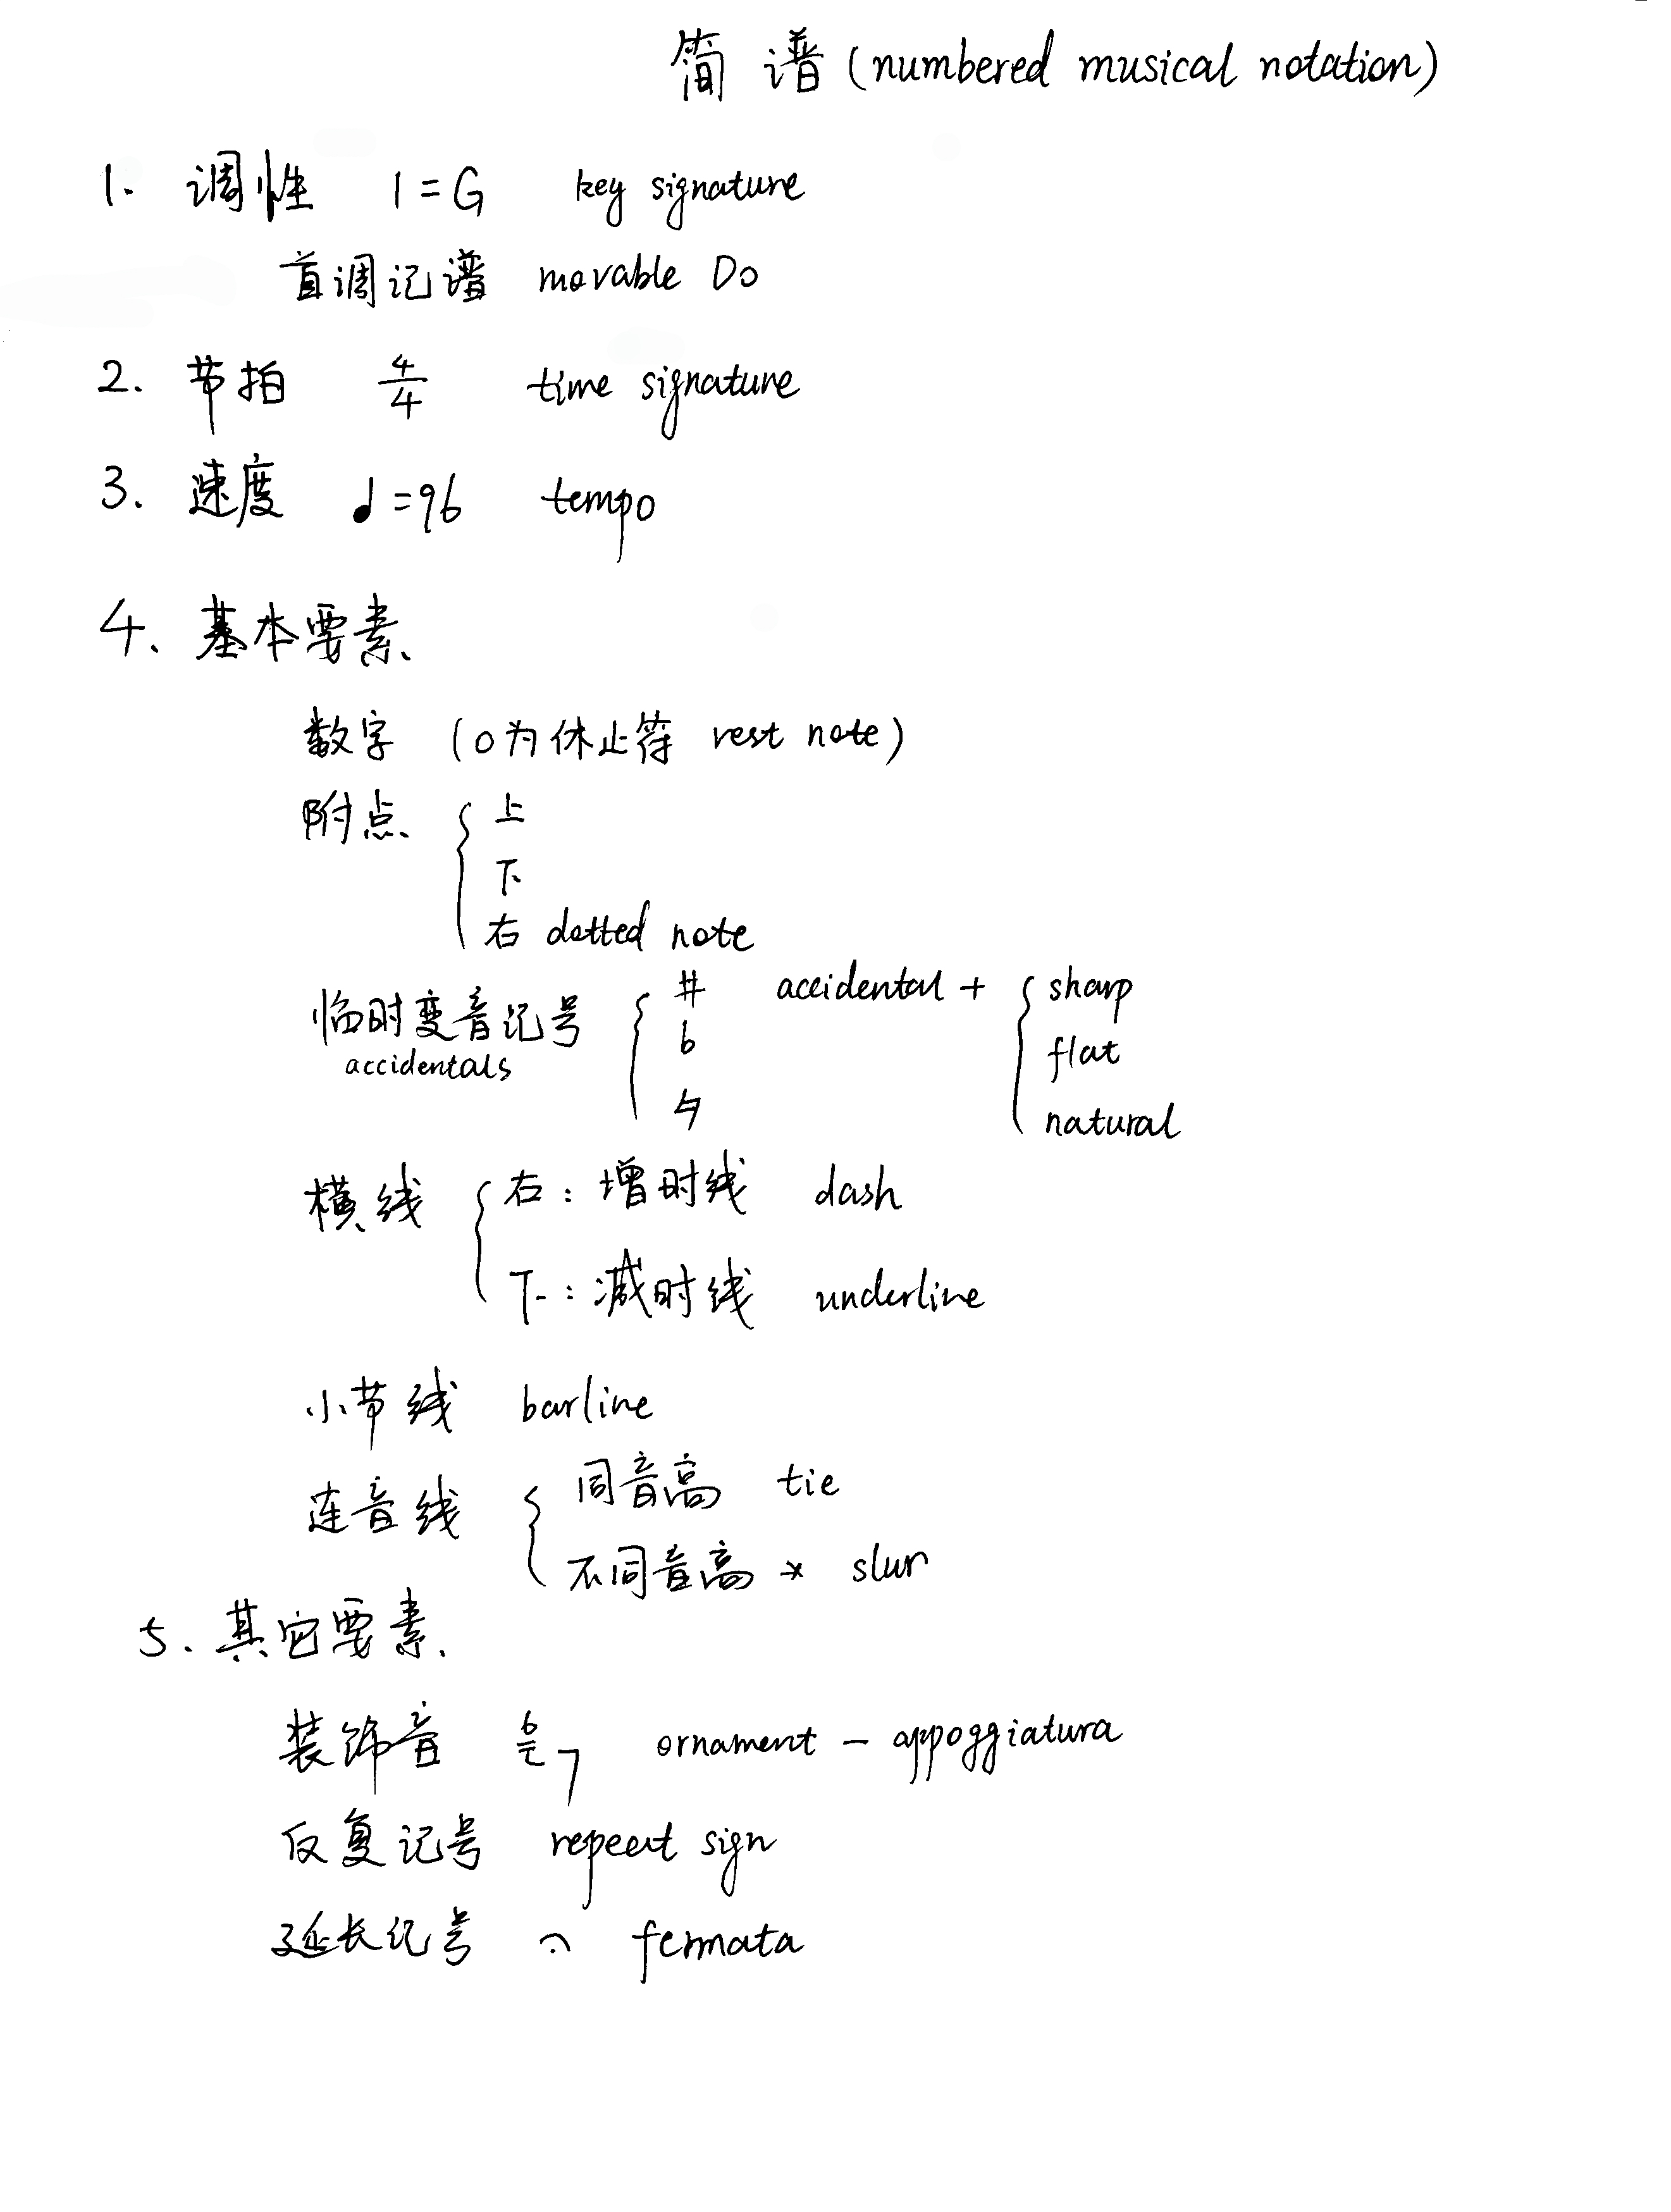 简 谱 (numbered musical notation)
1. 调性 1=G key signature
首调记谱 movable Do
2. 节拍 4/4 time signature
3. 速度 ♩=96 tempo
4、基本要素
数字 (0为休止符 rest note)
附点 { 上
下
右 dotted note
临时变音记号 { # accidental + { sharp
accidentals
b flat
♮ natural
横线 { 右：增时线 dash
下：减时线 underline
小节线 barline
连音线 { 同音高 tie
不同音高 * slur
5、其它要素
装饰音 6 7 ornament - appoggiatura
反复记号 repeat sign
延长记号 𝄐 fermata